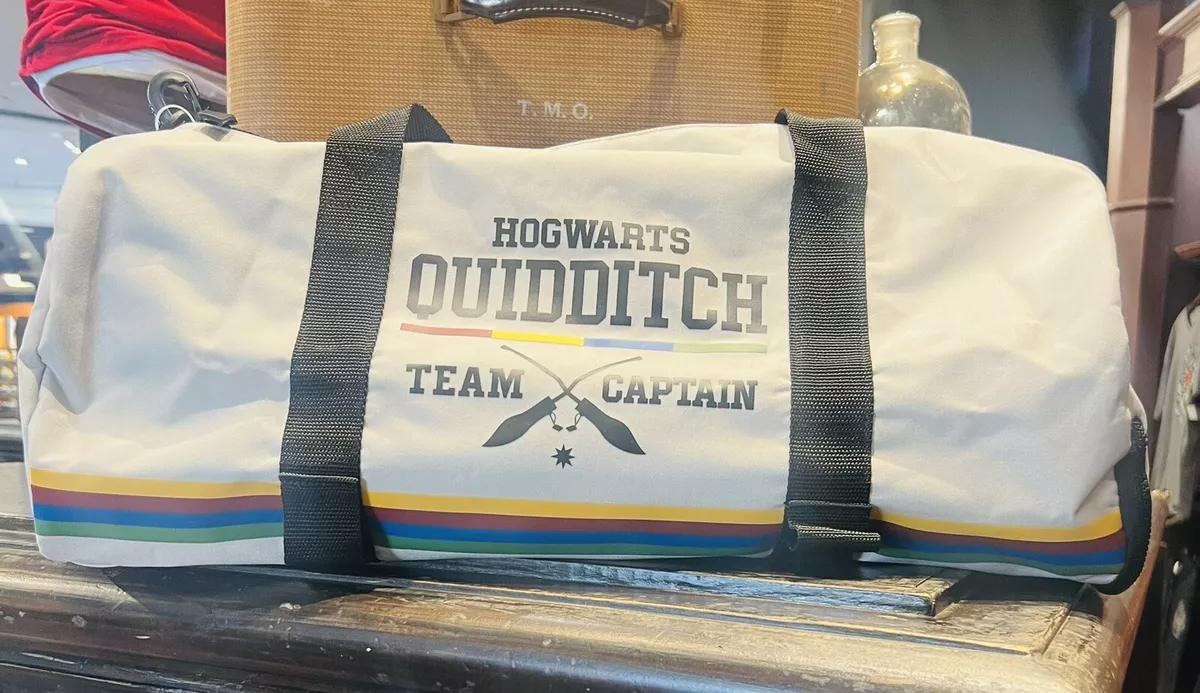 T.M.O.
HOGWARTS
QUIDDITCH
TEAM CAPTAIN